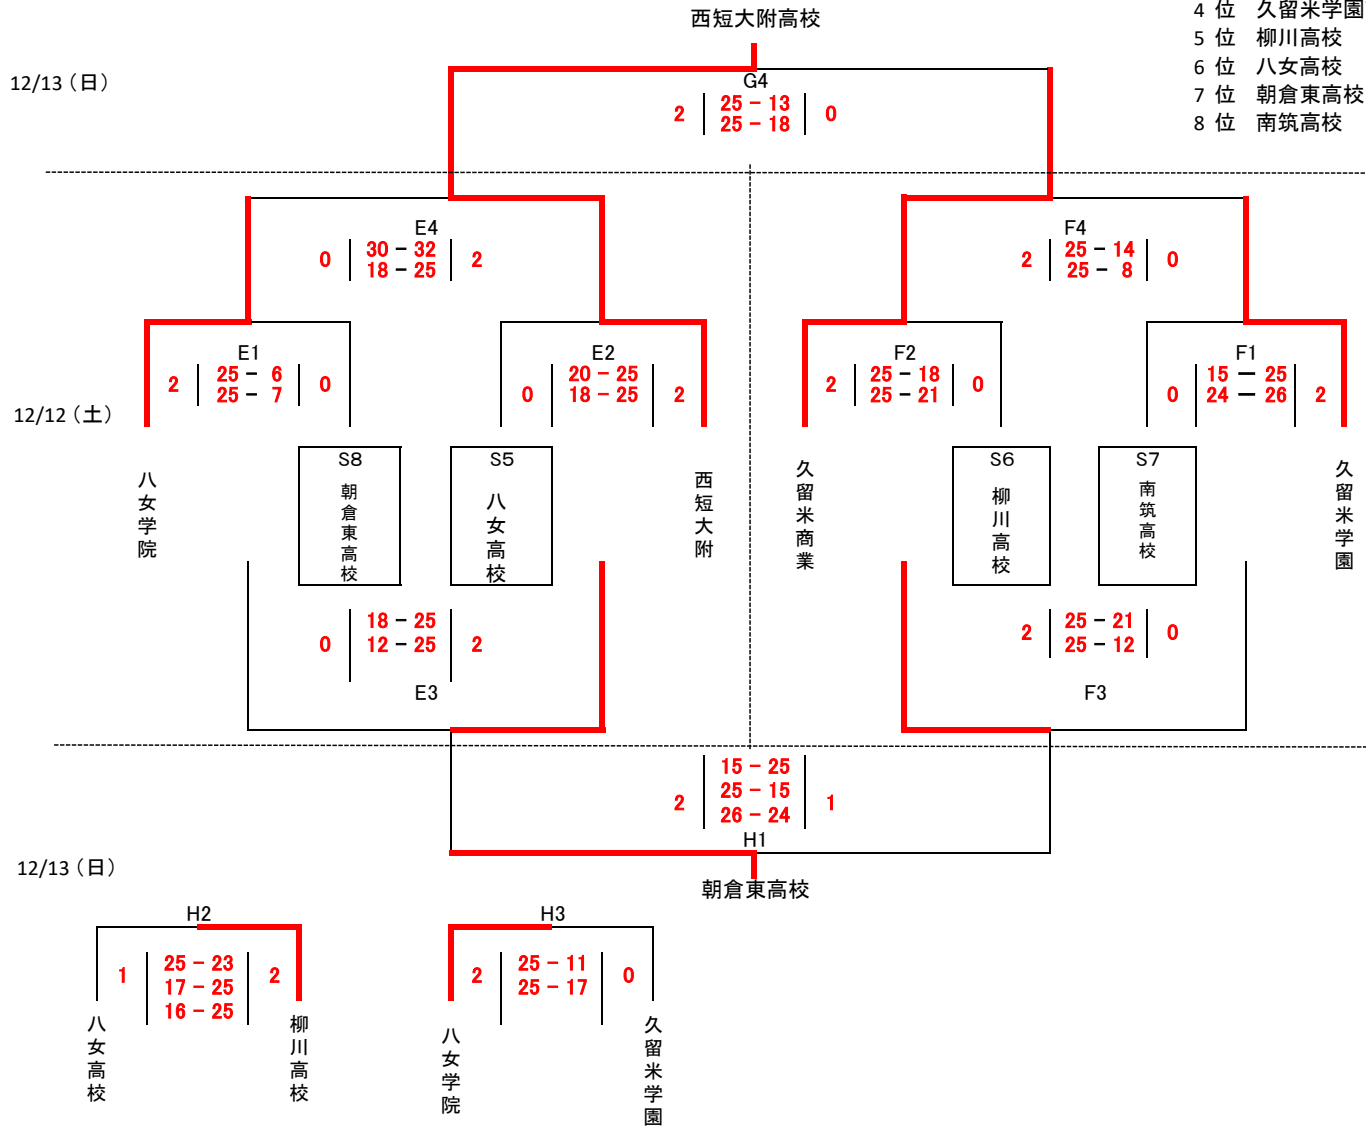 西短大附高校
4 位 久留米学園
5 位 柳川高校
6 位 八女高校
7 位 朝倉東高校
8 位 南筑高校
12/13（日）
G4
2 25 − 13 0
25 − 18
E4
0 30 − 32 2
18 − 25
F4
2 25 − 14 0
25 − 8
E1
2 25 − 6 0
25 − 7
E2
0 20 − 25 2
18 − 25
F2
2 25 − 18 0
25 − 21
F1
0 15 − 25 2
24 − 26
12/12（土）
八女学院
S8
朝倉東高校
S5
八女高校
西短大附
久留米商業
S6
柳川高校
S7
南筑高校
久留米学園
0 18 − 25 2
12 − 25
E3
2 25 − 21 0
25 − 12
F3
15 − 25
2 25 − 15 1
26 − 24
H1
12/13（日）
朝倉東高校
H2
1 25 − 23 2
17 − 25
16 − 25
八女高校
柳川高校
H3
2 25 − 11 0
25 − 17
八女学院
久留米学園